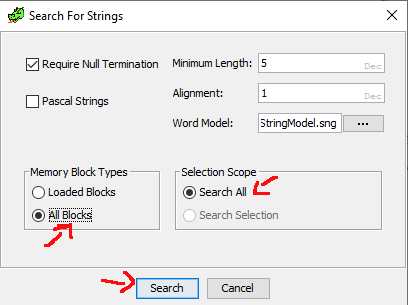 Search For Strings
Require Null Termination
Minimum Length: 5 Dec
Pascal Strings
Alignment: 1 Dec
Word Model: StringModel.sng ...
Memory Block Types
Selection Scope
Loaded Blocks
Search All
All Blocks
Search Selection
Search Cancel